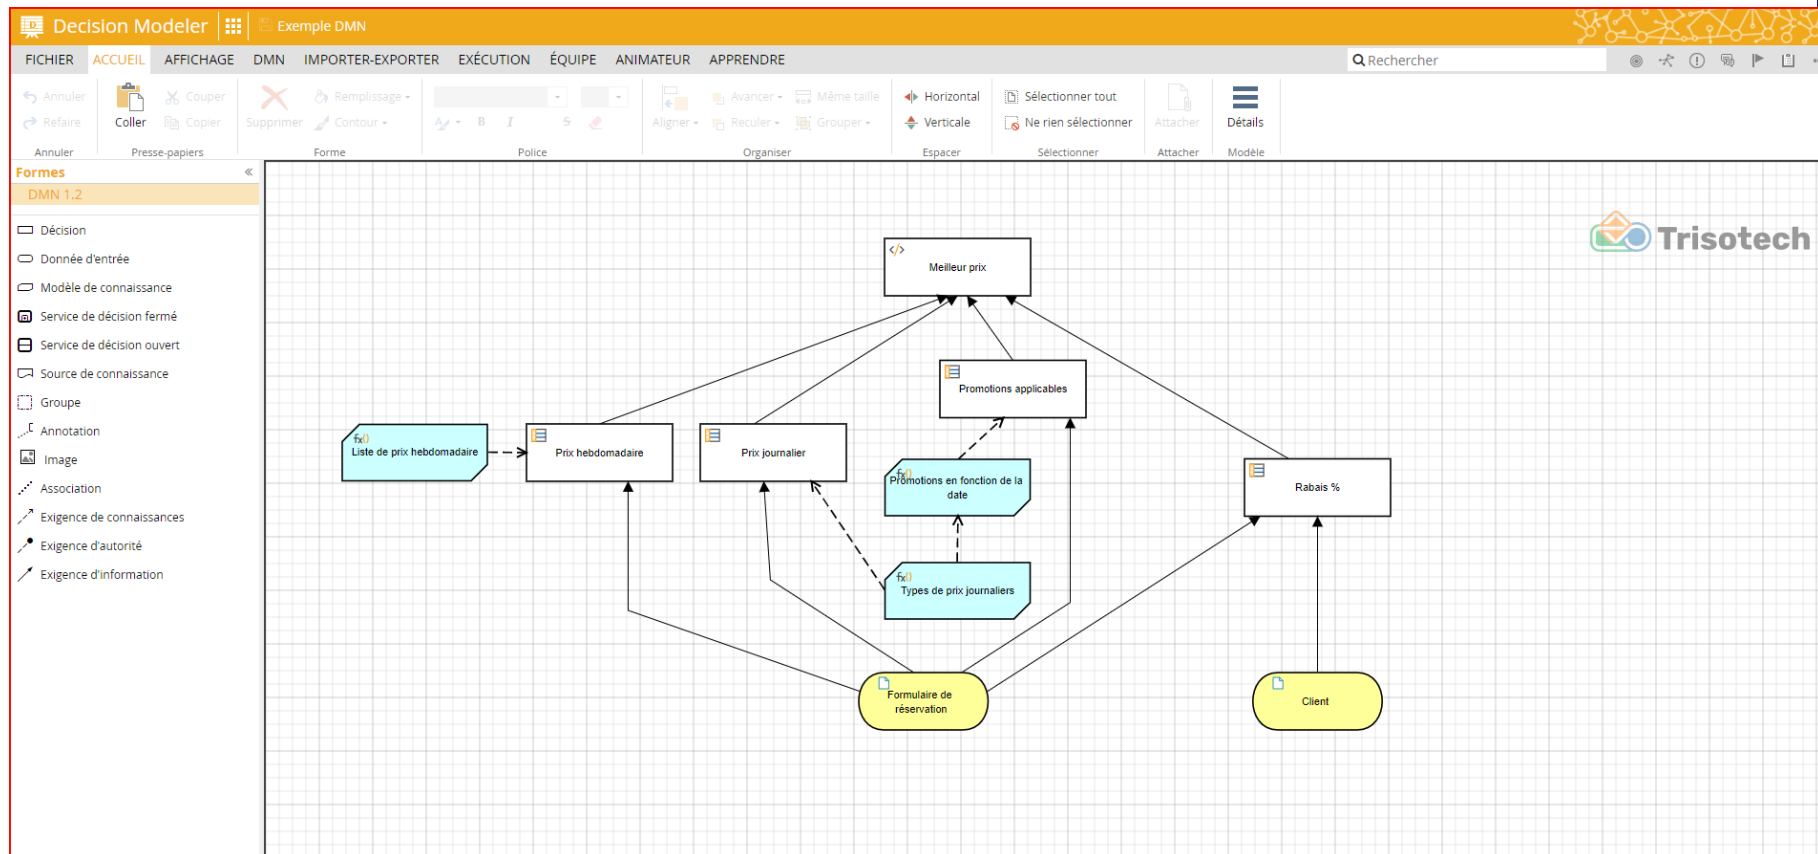 Decision Modeler
Exemple DMN
FICHIER ACCUEIL AFFICHAGE DMN IMPORTER-EXPORTER EXÉCUTION ÉQUIPE ANIMATEUR APPRENDRE
Rechercher
Annuler
Refaire
Annuler
Coller
Couper
Copier
Presse-papiers
Supprimer
Remplissage
Contour
Forme
B I S
Police
Aligner
Avancer
Reculer
Même taille
Grouper
Organiser
Horizontal
Verticale
Espacer
Sélectionner tout
Ne rien sélectionner
Sélectionner
Attacher
Attacher
Détails
Modèle
Formes
DMN 1.2
Décision
Donnée d'entrée
Modèle de connaissance
Service de décision fermé
Service de décision ouvert
Source de connaissance
Groupe
Annotation
Image
Association
Exigence de connaissances
Exigence d'autorité
Exigence d'information
Trisotech
</>
Meilleur prix
Promotions applicables
fx()
Liste de prix hebdomadaire
Prix hebdomadaire
Prix journalier
fx()
Promotions en fonction de la
date
Rabais %
fx()
Types de prix journaliers
Formulaire de
réservation
Client